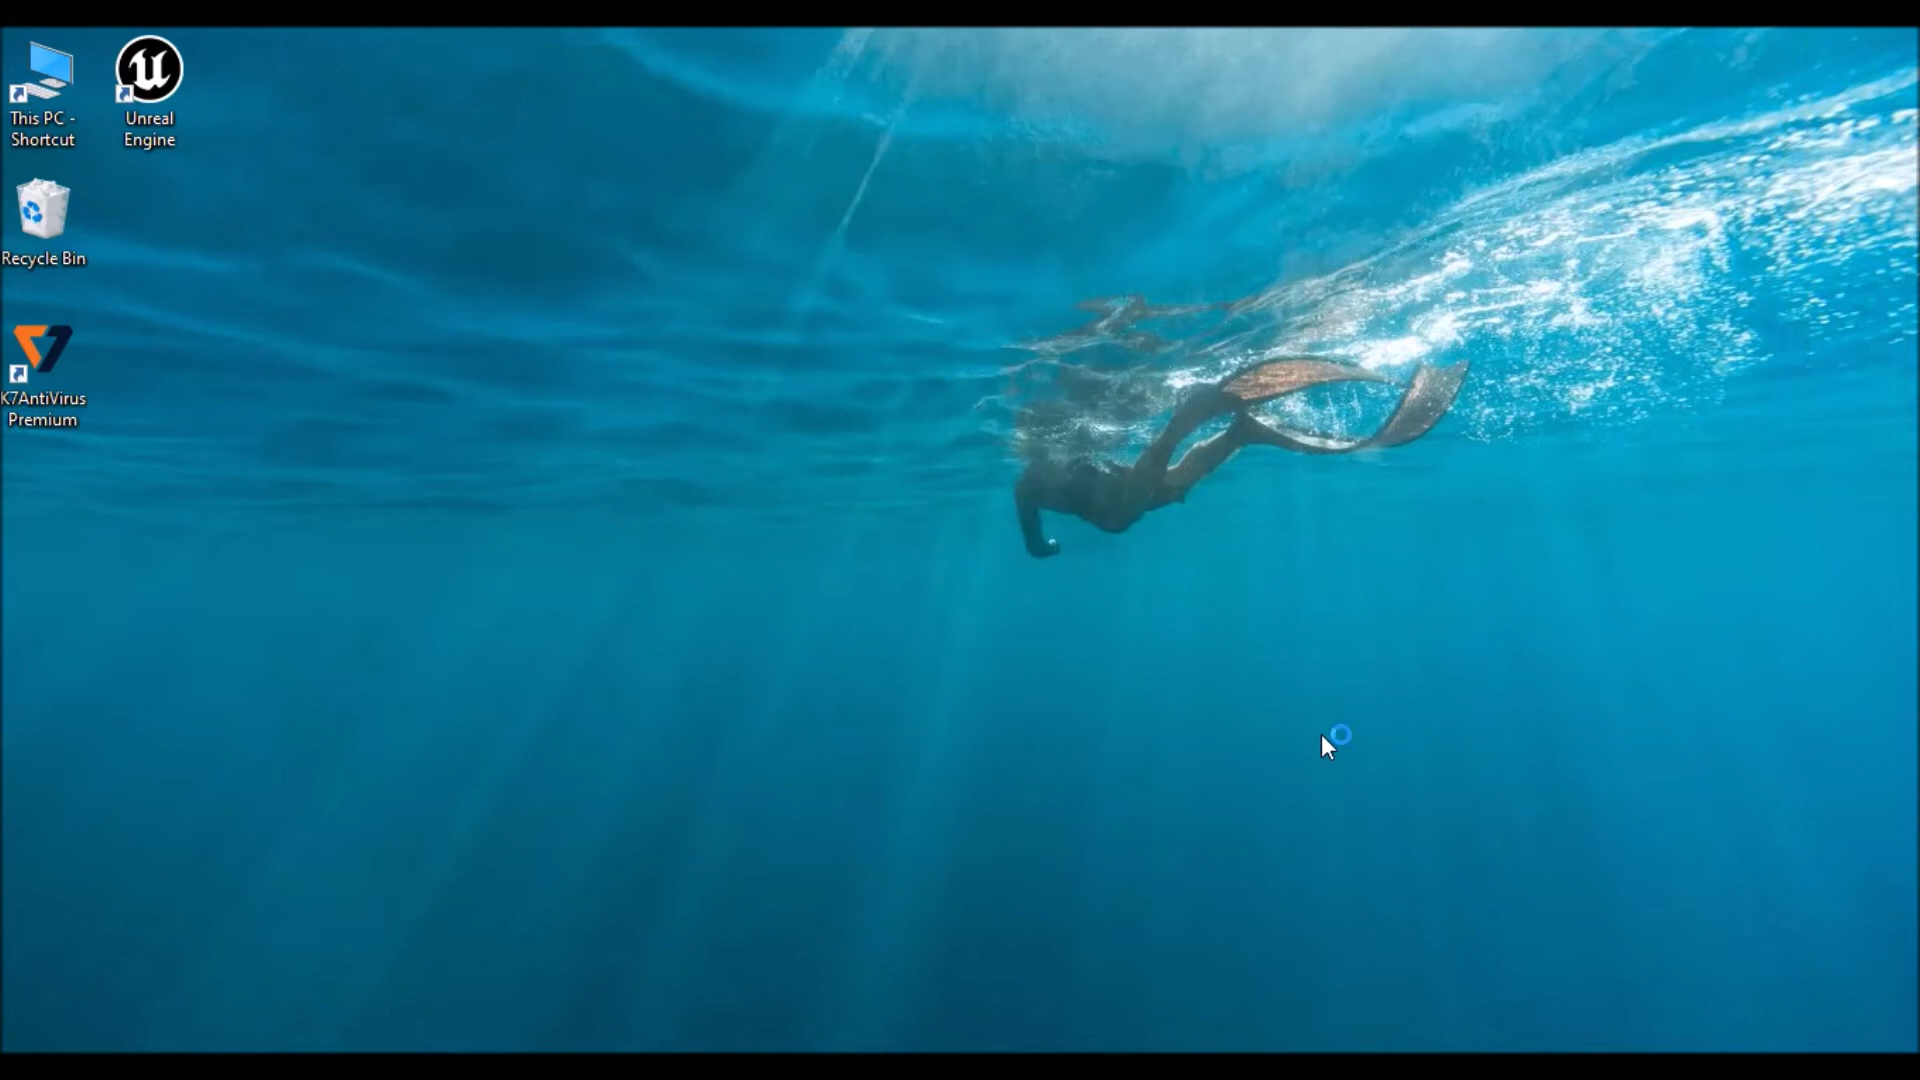 This PC -
Shortcut
Unreal
Engine
Recycle Bin
K7AntiVirus
Premium